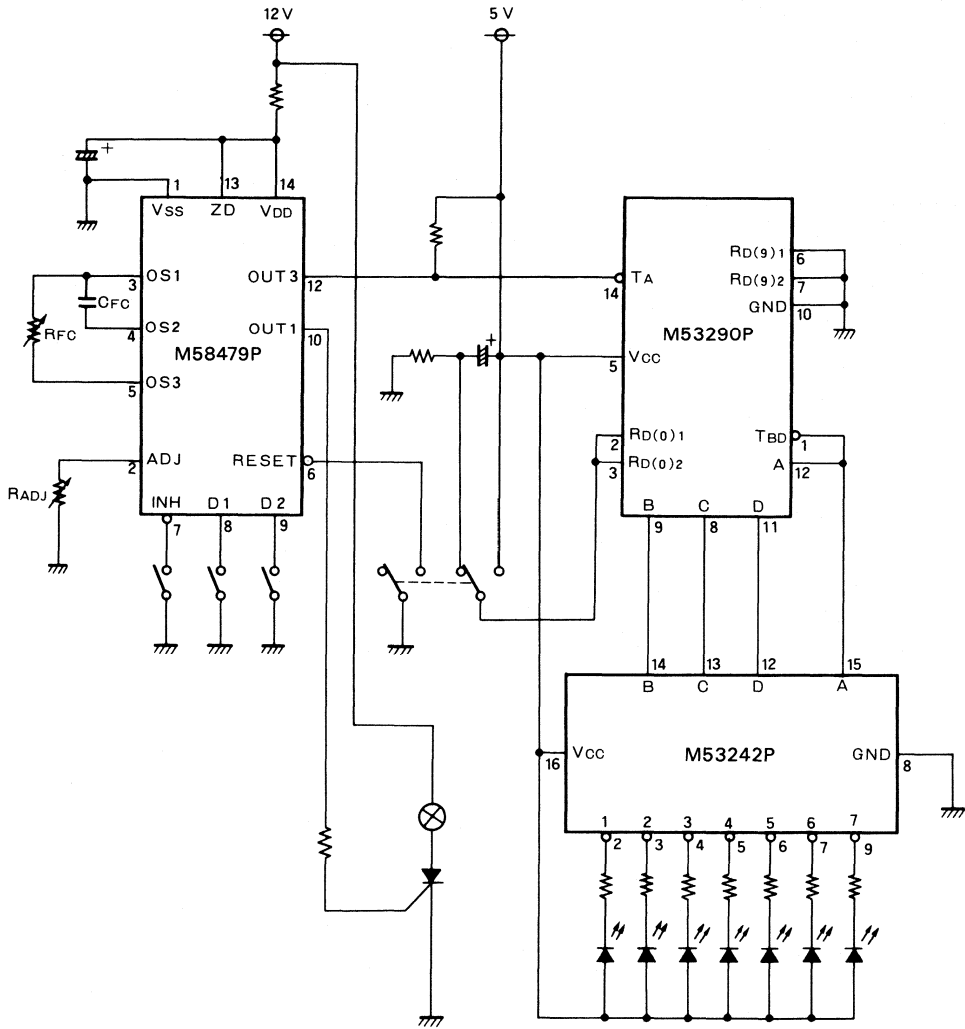 12 V
5 V
+
1
13
14
VSS
ZD
VDD
OS1
3
CFC
OS2
4
RFC
OS3
5
M58479P
OUT3
12
OUT1
10
ADJ
2
RADJ
RESET
6
INH
D1
D2
7
8
9
+
TA
14
RD(9)1
6
RD(9)2
7
GND
10
M53290P
VCC
5
RD(0)1
2
RD(0)2
3
TBD
1
A
12
B
C
D
9
8
11
14
13
12
15
B
C
D
A
VCC
16
M53242P
GND
8
1
2
3
4
5
6
7
2
3
4
5
6
7
9